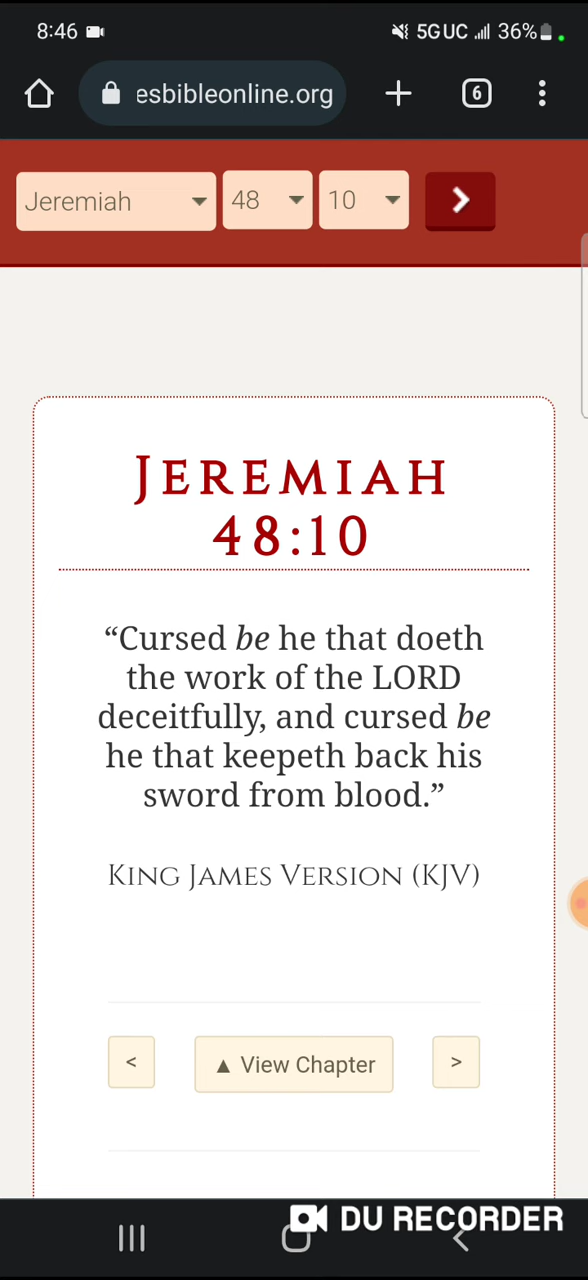 8:46 5GUC 36%
esbibleonline.org 6
Jeremiah 48 10
JEREMIAH
48:10
“Cursed be he that doeth
the work of the LORD
deceitfully, and cursed be
he that keepeth back his
sword from blood.”
KING JAMES VERSION (KJV)
< ▲ View Chapter >
DU RECORDER